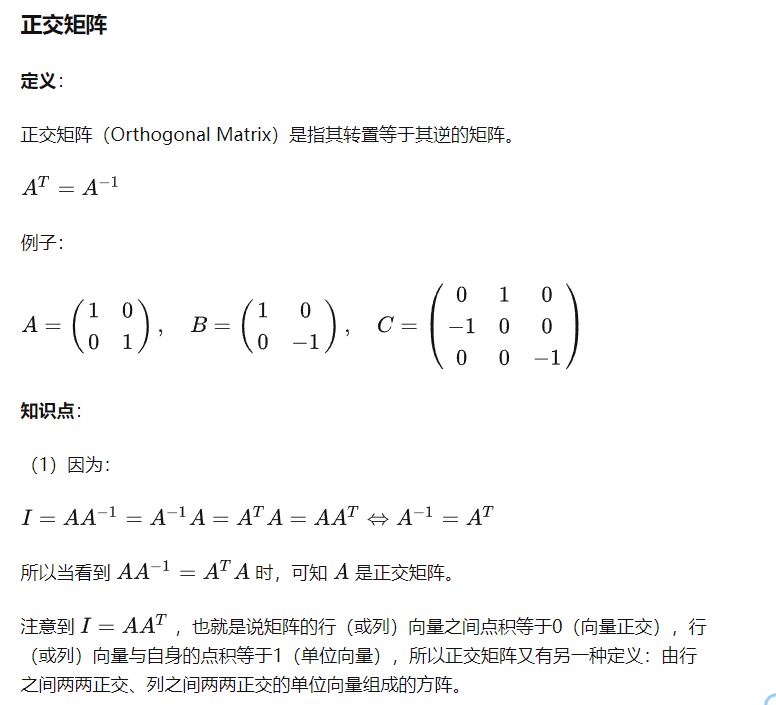 正交矩阵
定义：
正交矩阵（Orthogonal Matrix）是指其转置等于其逆的矩阵。
A^T = A^{-1}
例子：
A = \begin{pmatrix} 1 & 0 \\ 0 & 1 \end{pmatrix}, B = \begin{pmatrix} 1 & 0 \\ 0 & -1 \end{pmatrix}, C = \begin{pmatrix} 0 & 1 & 0 \\ -1 & 0 & 0 \\ 0 & 0 & -1 \end{pmatrix}
知识点：
（1）因为：
I = AA^{-1} = A^{-1}A = A^T A = AA^T ⇔ A^{-1} = A^T
所以当看到 AA^{-1} = A^T A 时，可知 A 是正交矩阵。
注意到 I = AA^T ，也就是说矩阵的行（或列）向量之间点积等于0（向量正交），行
（或列）向量与自身的点积等于1（单位向量），所以正交矩阵又有另一种定义：由行
之间两两正交、列之间两两正交的单位向量组成的方阵。